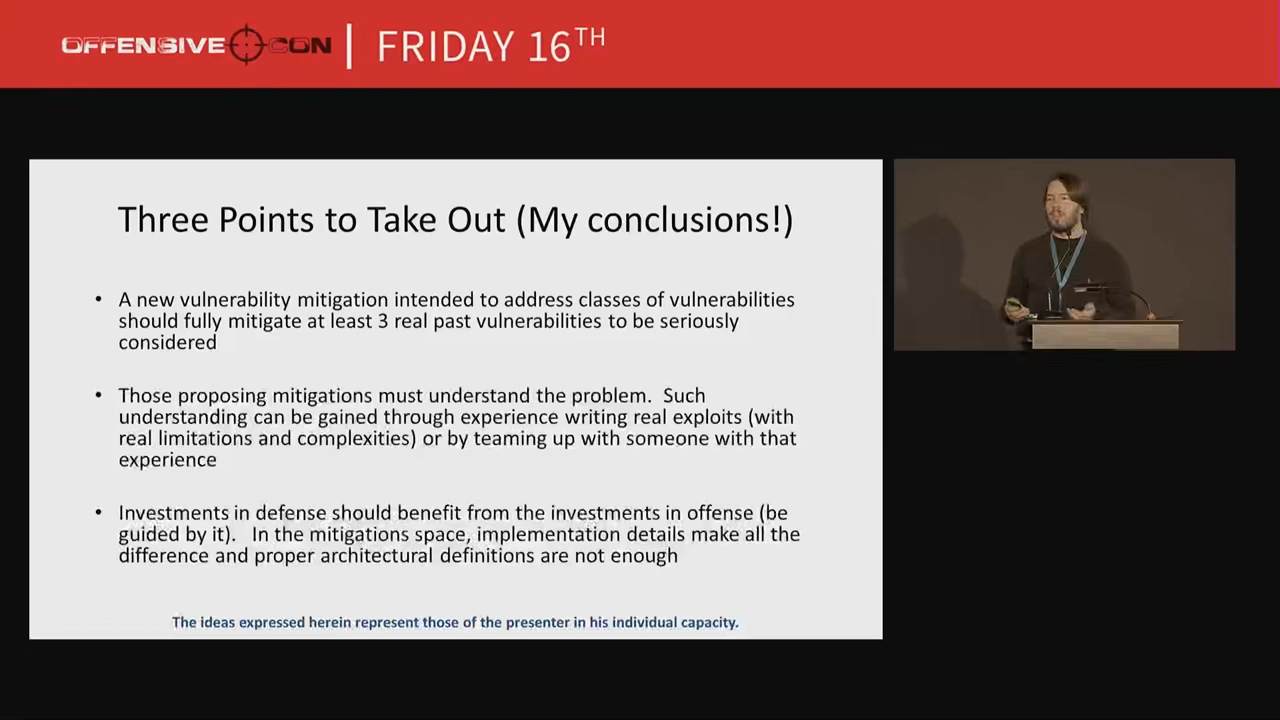 OFFENSIVE CON | FRIDAY 16TH
Three Points to Take Out (My conclusions!)
• A new vulnerability mitigation intended to address classes of vulnerabilities
should fully mitigate at least 3 real past vulnerabilities to be seriously
considered
• Those proposing mitigations must understand the problem.  Such
understanding can be gained through experience writing real exploits (with
real limitations and complexities) or by teaming up with someone with that
experience
• Investments in defense should benefit from the investments in offense (be
guided by it).   In the mitigations space, implementation details make all the
difference and proper architectural definitions are not enough
The ideas expressed herein represent those of the presenter in his individual capacity.